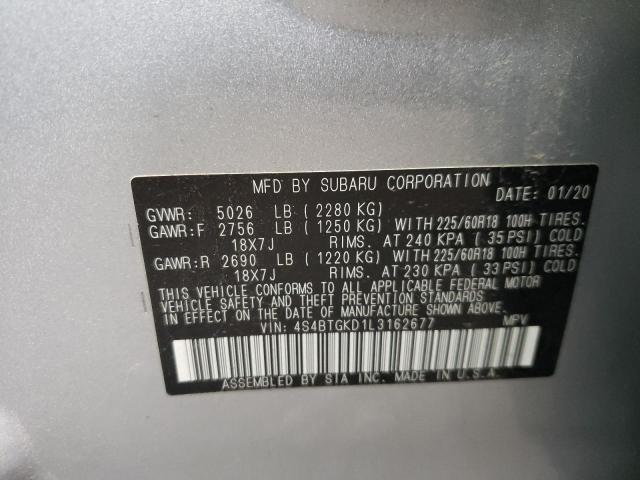 MFD BY SUBARU CORPORATION
DATE: 01/20
GVWR: 5026 LB ( 2280 KG)
GAWR:F 2756 LB ( 1250 KG) WITH 225/60R18 100H TIRES.
18X7J RIMS. AT 240 KPA ( 35 PSI) COLD
GAWR:R 2690 LB ( 1220 KG) WITH 225/60R18 100H TIRES.
18X7J RIMS. AT 230 KPA ( 33 PSI) COLD
THIS VEHICLE CONFORMS TO ALL APPLICABLE FEDERAL MOTOR
VEHICLE SAFETY AND THEFT PREVENTION STANDARDS
IN EFFECT ON THE DATE OF MANUFACTURE SHOWN ABOVE.
VIN: 4S4BTGKD1L3162677 MPV
ASSEMBLED BY SIA INC. MADE IN U.S.A.